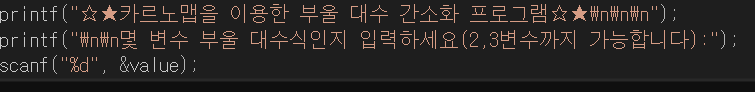 printf("☆★카르노맵을 이용한 부울 대수 간소화 프로그램☆★₩n₩n₩n");
printf("₩n₩n몇 변수 부울 대수식인지 입력하세요(2,3변수까지 가능합니다):");
scanf("%d", &value);